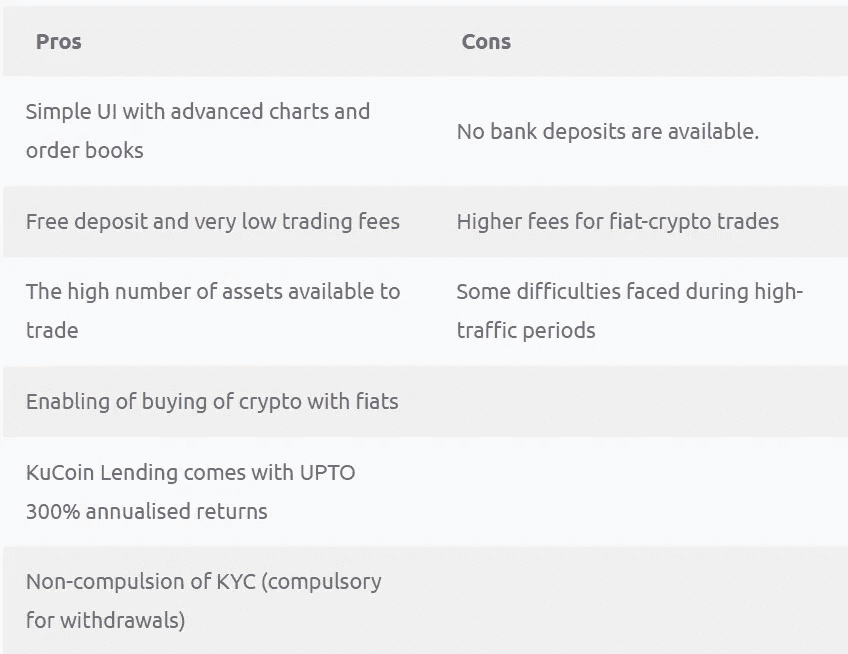 Pros Cons
Simple UI with advanced charts and
order books
No bank deposits are available.
Free deposit and very low trading fees Higher fees for fiat-crypto trades
The high number of assets available to
trade
Some difficulties faced during high-
traffic periods
Enabling of buying of crypto with fiats
KuCoin Lending comes with UPTO
300% annualised returns
Non-compulsion of KYC (compulsory
for withdrawals)